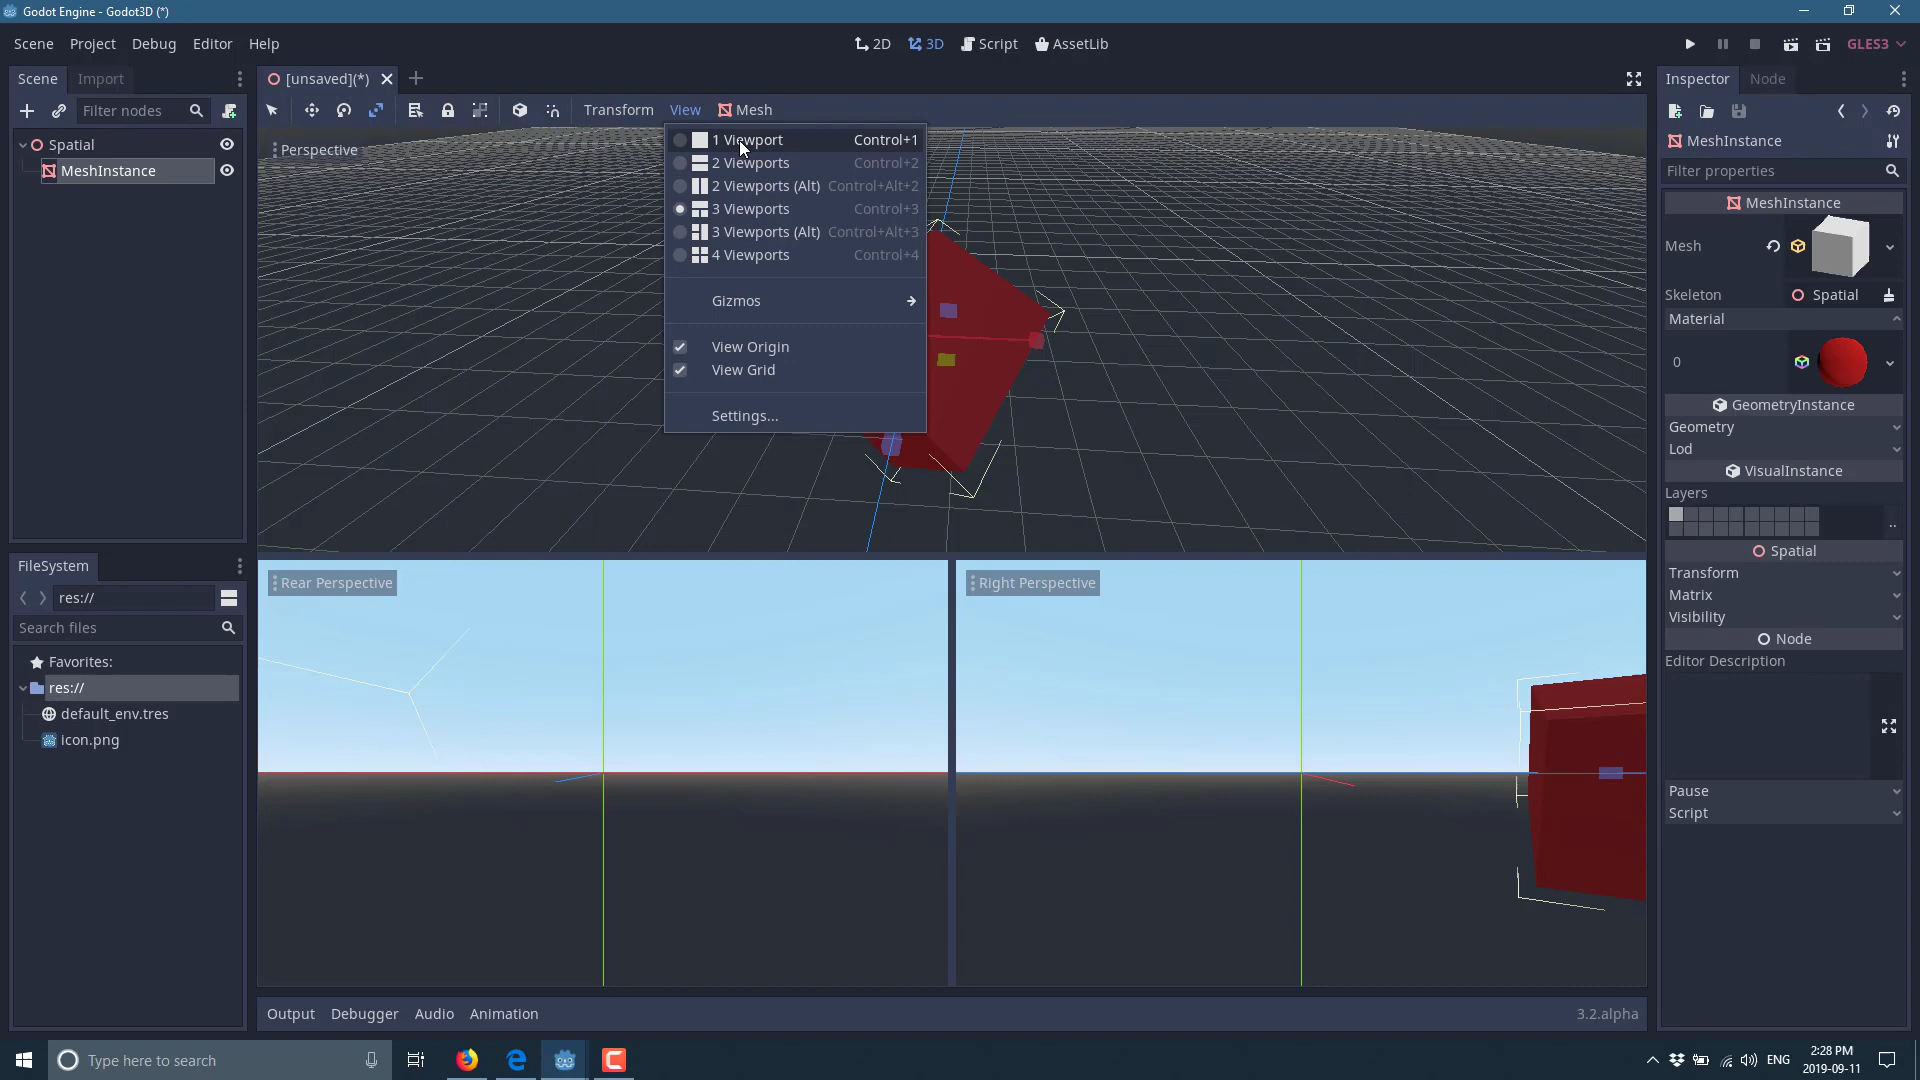 Godot Engine - Godot3D (*)
Scene Project Debug Editor Help
2D 3D Script AssetLib
GLES3
Scene Import
[unsaved](*)
Inspector Node
Filter nodes
Transform View Mesh
Spatial
MeshInstance
Perspective
1 Viewport Control+1
2 Viewports Control+2
2 Viewports (Alt) Control+Alt+2
3 Viewports Control+3
3 Viewports (Alt) Control+Alt+3
4 Viewports Control+4
Gizmos
View Origin
View Grid
Settings...
MeshInstance
Filter properties
MeshInstance
Mesh
Skeleton Spatial
Material
0
GeometryInstance
Geometry
Lod
VisualInstance
Layers
..
Spatial
Transform
Matrix
Visibility
Node
Editor Description
Pause
Script
FileSystem
res://
Search files
Favorites:
res://
default_env.tres
icon.png
Rear Perspective
Right Perspective
Output Debugger Audio Animation
3.2.alpha
Type here to search
ENG
2:28 PM
2019-09-11